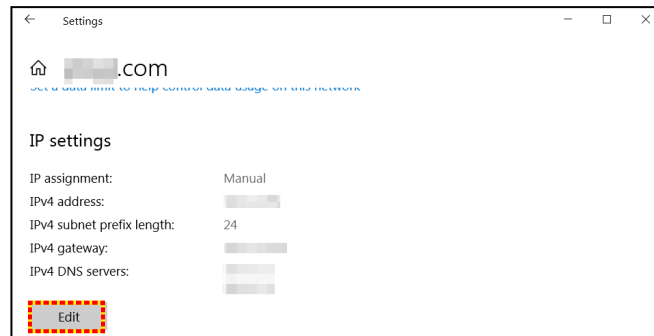 Settings
.com
Set a data limit to help control data usage on this network
IP settings
IP assignment: Manual
IPv4 address:
IPv4 subnet prefix length: 24
IPv4 gateway:
IPv4 DNS servers:
Edit